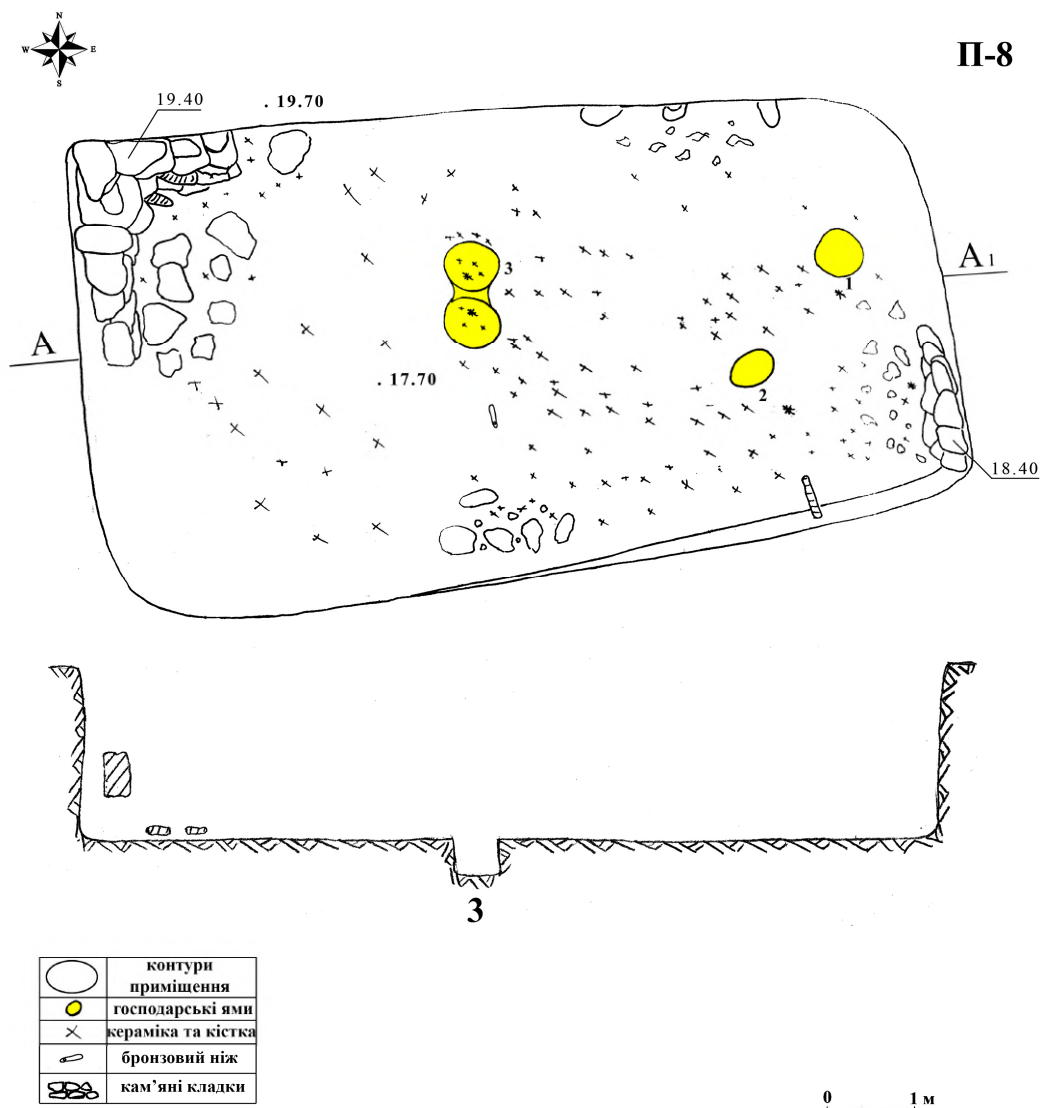 N
W E
S
П-8
19.40
. 19.70
3
1
А 1
А
. 17.70
2
18.40
3
контури
приміщення
господарські ями
кераміка та кістка
бронзовий ніж
кам’яні кладки
0 1 м